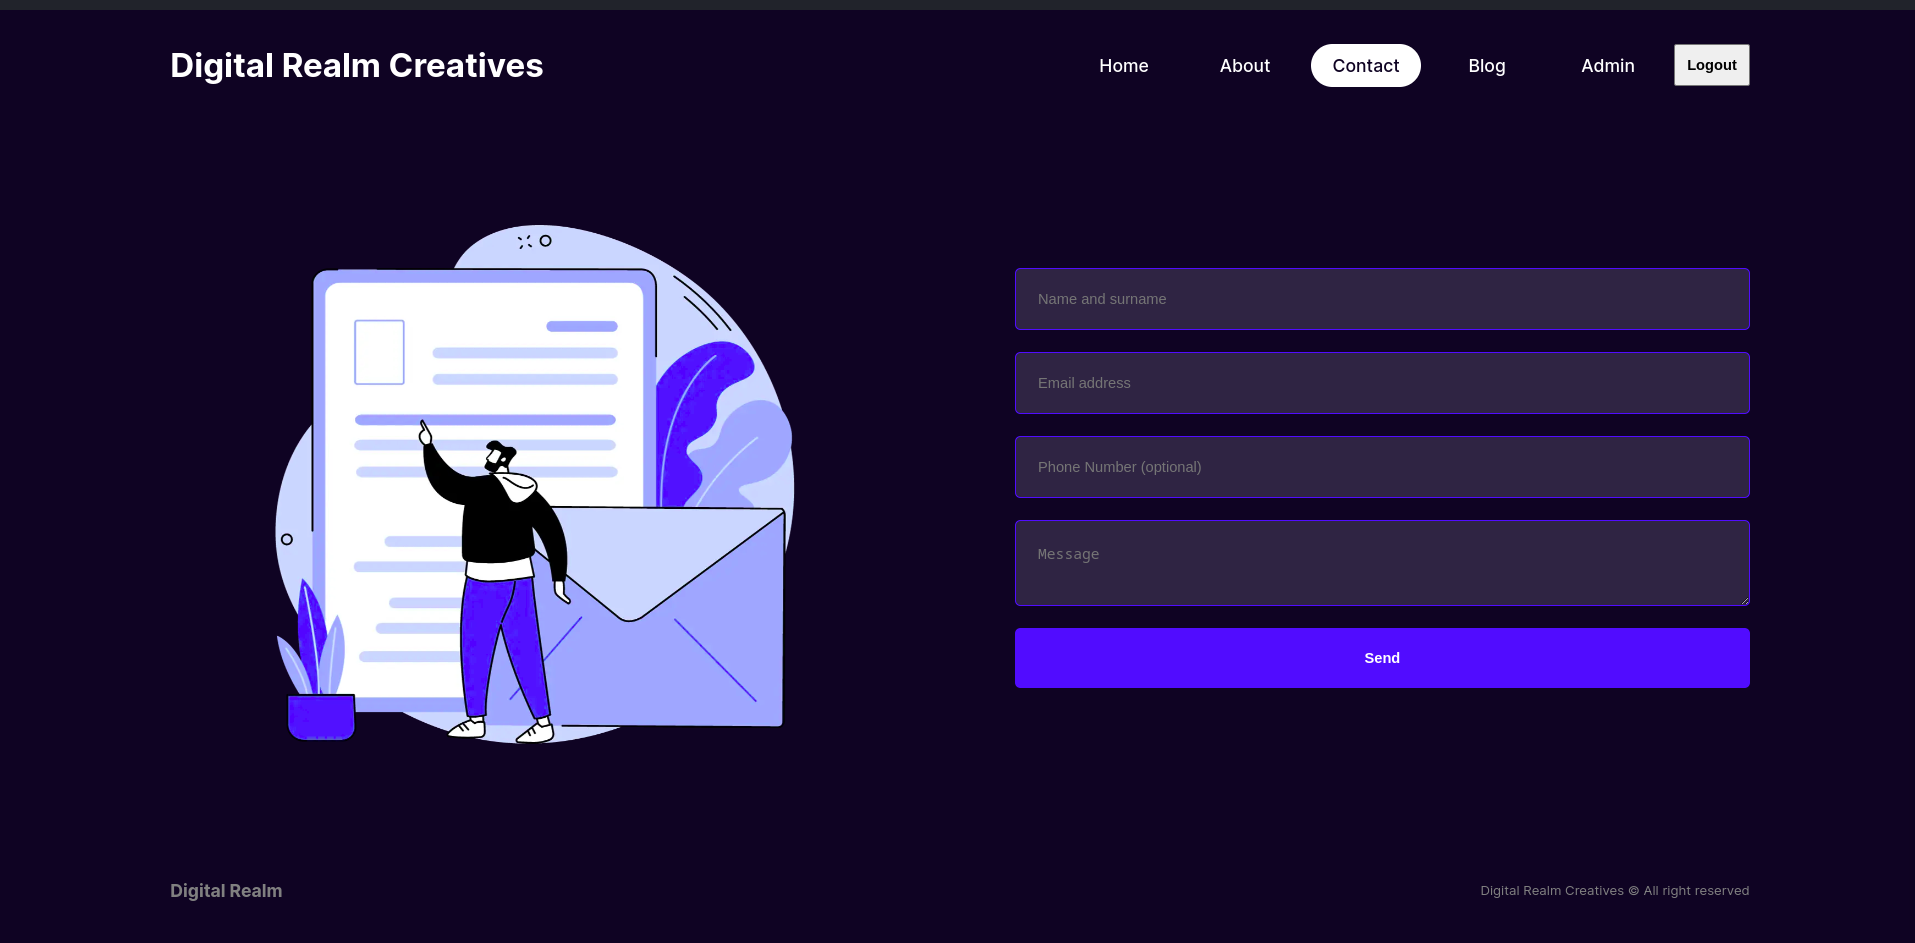 Digital Realm Creatives
Home
About
Contact
Blog
Admin
Logout
Name and surname
Email address
Phone Number (optional)
Message
Send
Digital Realm
Digital Realm Creatives © All right reserved